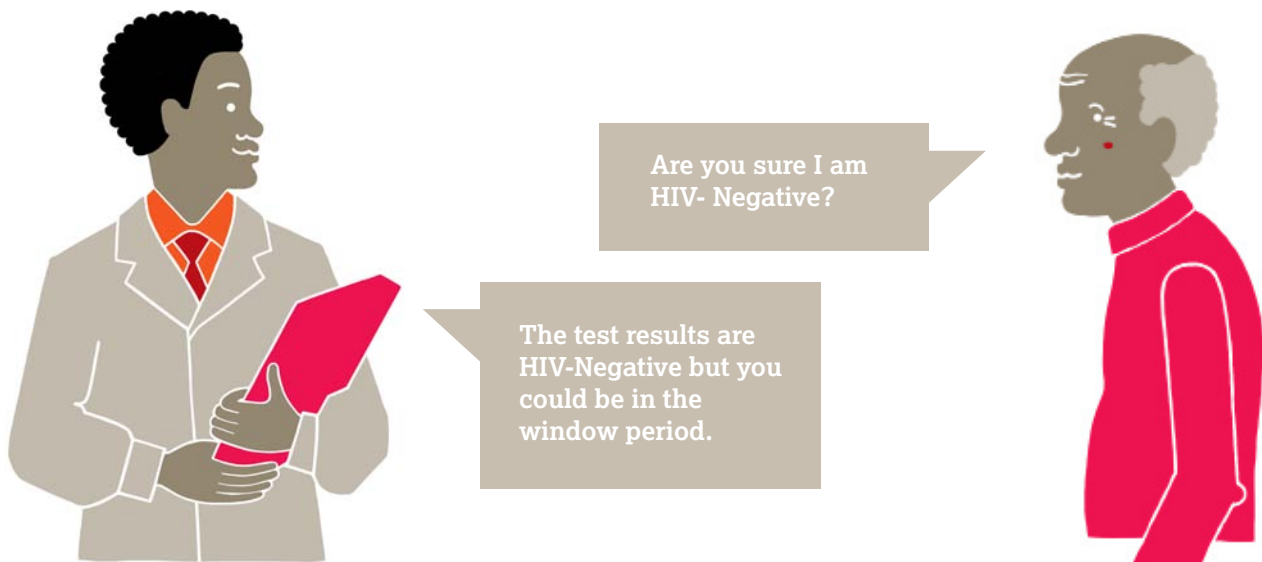 Are you sure I am
HIV- Negative?
The test results are
HIV-Negative but you
could be in the
window period.